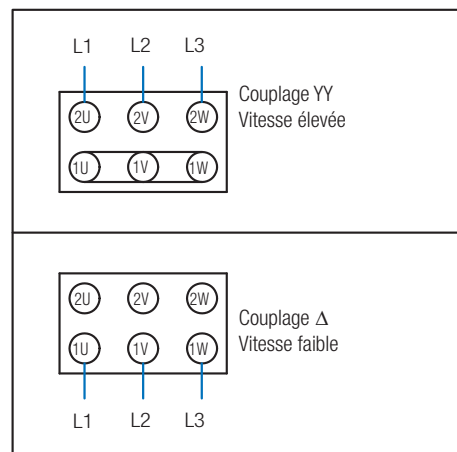 L1 L2 L3
Couplage YY
Vitesse élevée
2U 2V 2W
1U 1V 1W
2U 2V 2W
Couplage Δ
Vitesse faible
1U 1V 1W
L1 L2 L3